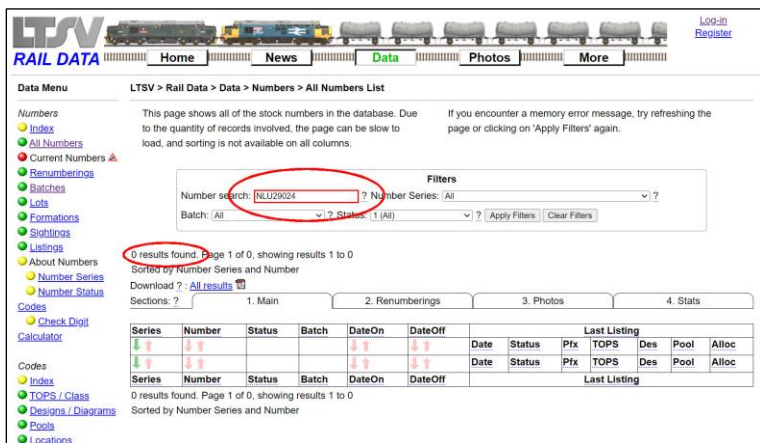 LTSV
RAIL DATA
Home
News
Data
Photos
More
Log-in
Register
Data Menu
Numbers
Index
All Numbers
Current Numbers
Renumberings
Batches
Lots
Formations
Sightings
Listings
About Numbers
Number Series
Number Status
Codes
Check Digit
Calculator
Codes
Index
TOPS / Class
Designs / Diagrams
Pools
Locations
LTSV > Rail Data > Data > Numbers > All Numbers List
This page shows all of the stock numbers in the database. Due
to the quantity of records involved, the page can be slow to
load, and sorting is not available on all columns.
If you encounter a memory error message, try refreshing the
page or clicking on 'Apply Filters' again.
Filters
Number search: NLU29024 ? Number Series: All ?
Batch: All ? Status: 1 (All) ? Apply Filters Clear Filters
0 results found. Page 1 of 0, showing results 1 to 0
Sorted by Number Series and Number
Download ? : All results
Sections: ? 1. Main 2. Renumberings 3. Photos 4. Stats
Series Number Status Batch DateOn DateOff Last Listing
Date Status Pfx TOPS Des Pool Alloc
Date Status Pfx TOPS Des Pool Alloc
Series Number Status Batch DateOn DateOff Last Listing
0 results found. Page 1 of 0, showing results 1 to 0
Sorted by Number Series and Number